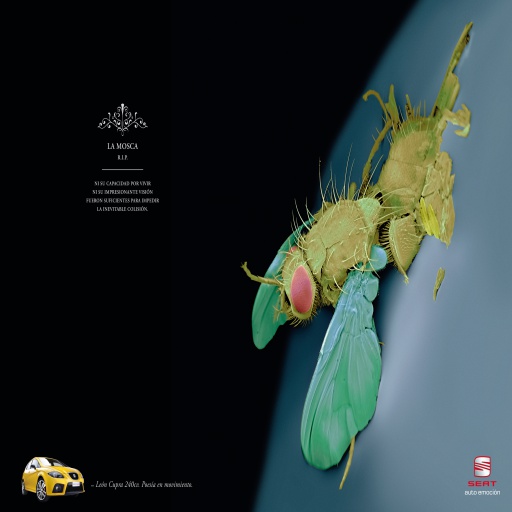 LA MOSCA
R.I.P.
NI SU CAPACIDAD POR VIVIR
NI SU IMPRESIONANTE VISIÓN
FUERON SUFICIENTES PARA IMPEDIR
LA INEVITABLE COLISIÓN.
León Cupra 240cv. Poesía en movimiento.
SEAT
auto emoción